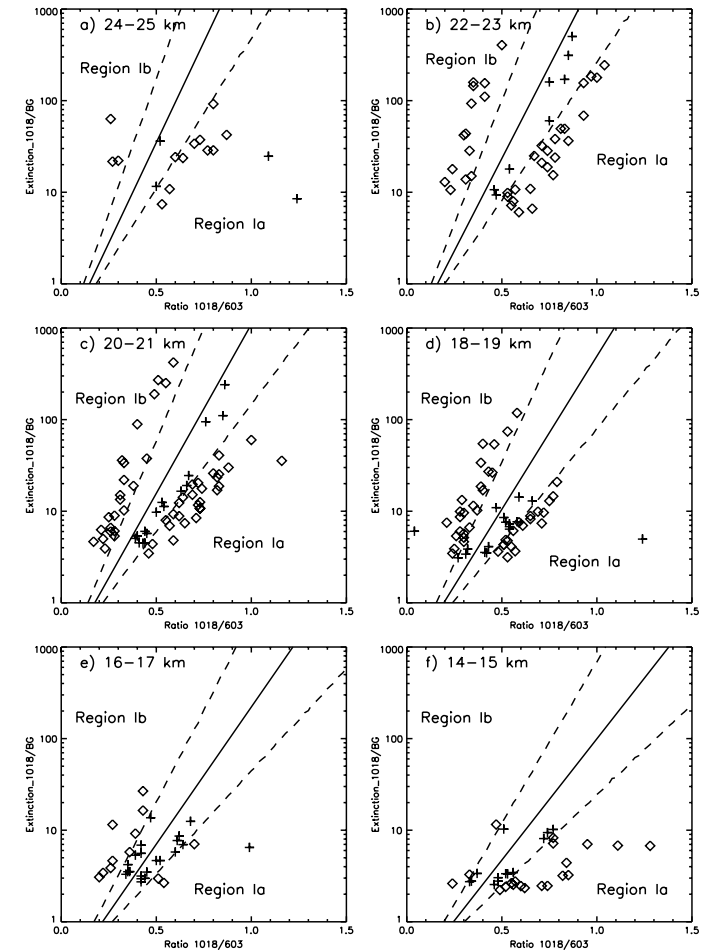 a) 24-25 km
Region Ib
Region Ia
Extinction_1018/BG
1000
100
10
1
0.0 0.5 1.0 1.5
Ratio 1018/603
b) 22-23 km
Region Ib
Region Ia
Extinction_1018/BG
1000
100
10
1
0.0 0.5 1.0 1.5
Ratio 1018/603
c) 20-21 km
Region Ib
Region Ia
Extinction_1018/BG
1000
100
10
1
0.0 0.5 1.0 1.5
Ratio 1018/603
d) 18-19 km
Region Ib
Region Ia
Extinction_1018/BG
1000
100
10
1
0.0 0.5 1.0 1.5
Ratio 1018/603
e) 16-17 km
Region Ib
Region Ia
Extinction_1018/BG
1000
100
10
1
0.0 0.5 1.0 1.5
Ratio 1018/603
f) 14-15 km
Region Ib
Region Ia
Extinction_1018/BG
1000
100
10
1
0.0 0.5 1.0 1.5
Ratio 1018/603